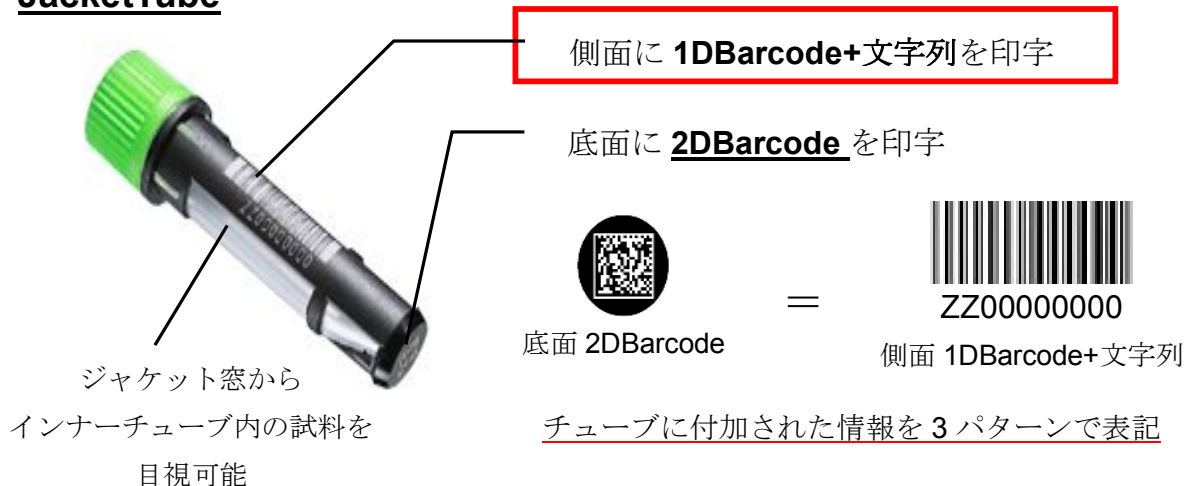 JacketTube
側面に 1DBarcode+文字列を印字
底面に 2DBarcode を印字
ZZ00000000
底面 2DBarcode
＝
側面 1DBarcode+文字列
ジャケット窓から
インナーチューブ内の試料を
目視可能
チューブに付加された情報を 3 パターンで表記